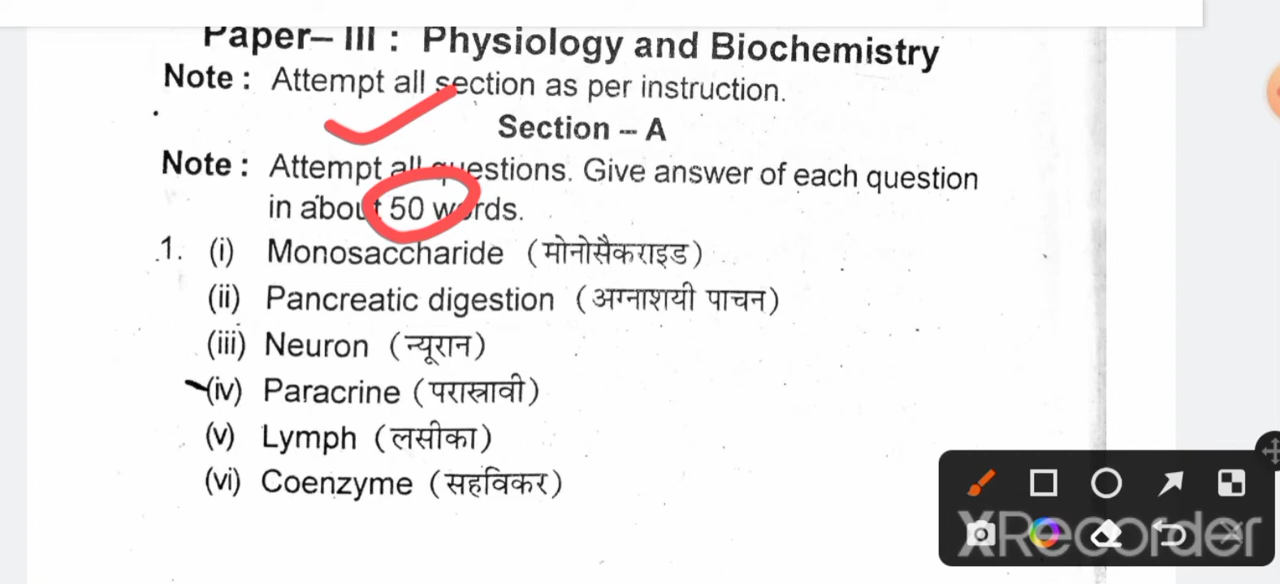 Paper– III : Physiology and Biochemistry
Note : Attempt all section as per instruction.
Section – A
Note : Attempt all questions. Give answer of each question
in about 50 words.
1. (i) Monosaccharide (मोनोसैकराइड)
(ii) Pancreatic digestion (अग्नाशयी पाचन)
(iii) Neuron (न्यूरान)
(iv) Paracrine (परास्रावी)
(v) Lymph (लसीका)
(vi) Coenzyme (सहविकर)
XRecorder